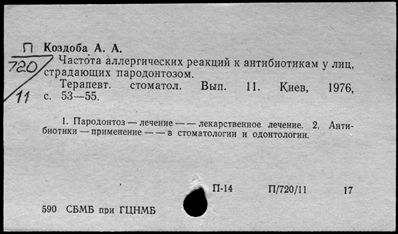 П Коздоба А. А.
720/11
Частота аллергических реакций к антибиотикам у лиц,
страдающих пародонтозом.
Терапевт. стоматол. Вып. 11. Киев, 1976,
с. 53—55.
1. Пародонтоз — лечение — — лекарственное лечение. 2. Анти-
биотики — применение — — в стоматологии и одонтологии.
П-14 П/720/11 17
590 СБМБ при ГЦНМБ